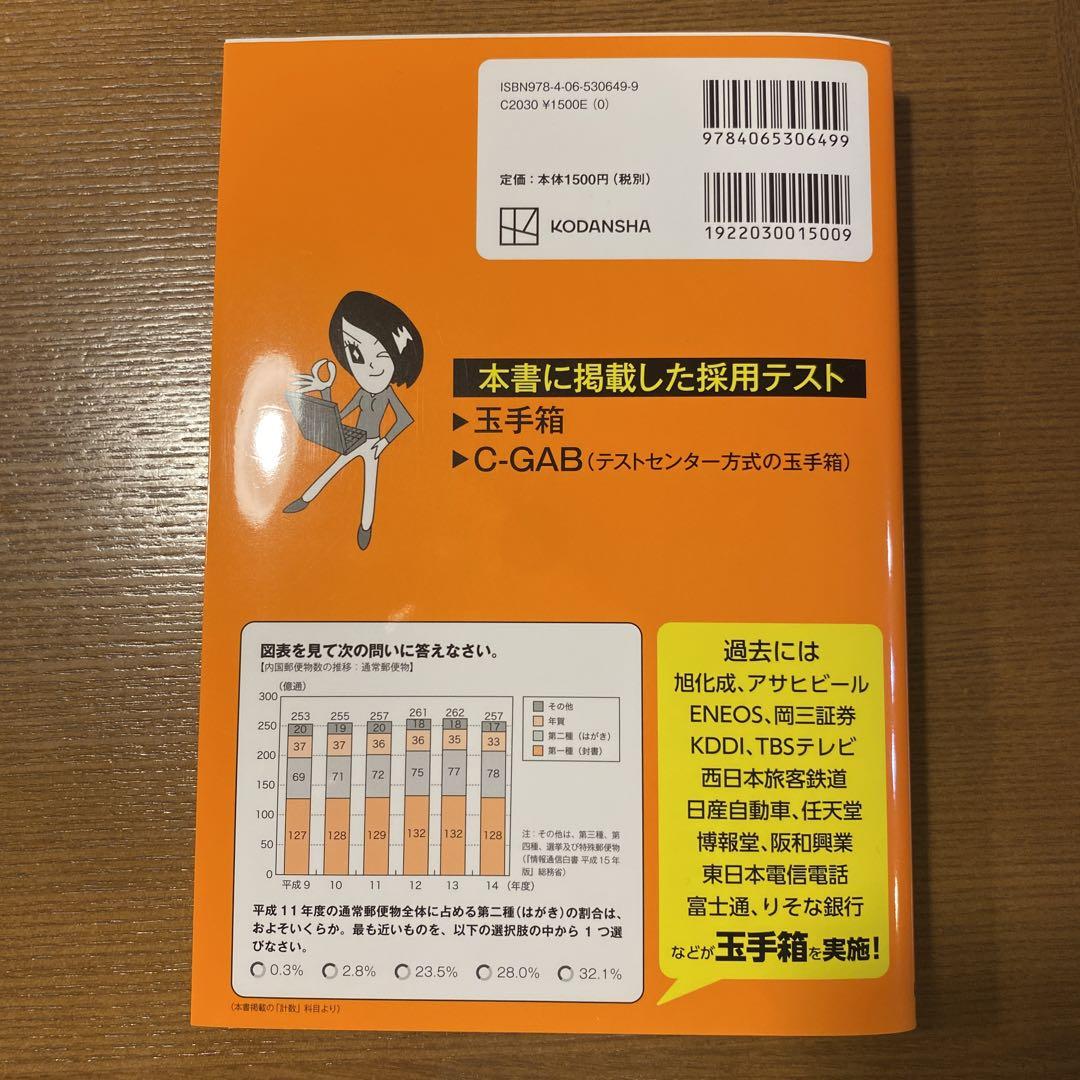 ISBN978-4-06-530649-9
C2030 ¥1500E (0)
9784065306499
定価：本体1500円（税別）
1922030015009
KODANSHA
本書に掲載した採用テスト
▶玉手箱
▶C-GAB（テストセンター方式の玉手箱）
図表を見て次の問いに答えなさい。
【内国郵便物数の推移：通常郵便物】
（億通）
300
250
200
150
100
50
0
253 255 257 261 262 257
20 19 20 18 18 17
37 37 36 36 35 33
69 71 72 75 77 78
127 128 129 132 132 128
平成 9 10 11 12 13 14 （年度）
その他
年賀
第二種（はがき）
第一種（封書）
注：その他は、第三種、第
四種、選挙及び特殊郵便物
（『情報通信白書 平成15年
版』総務省）
平成 11 年度の通常郵便物全体に占める第二種（はがき）の割合は、
およそいくらか。最も近いものを、以下の選択肢の中から 1 つ選
びなさい。
0.3% 2.8% 23.5% 28.0% 32.1%
（本書掲載の「計数」科目より）
過去には
旭化成、アサヒビール
ENEOS、岡三証券
KDDI、TBSテレビ
西日本旅客鉄道
日産自動車、任天堂
博報堂、阪和興業
東日本電信電話
富士通、りそな銀行
などが玉手箱を実施！